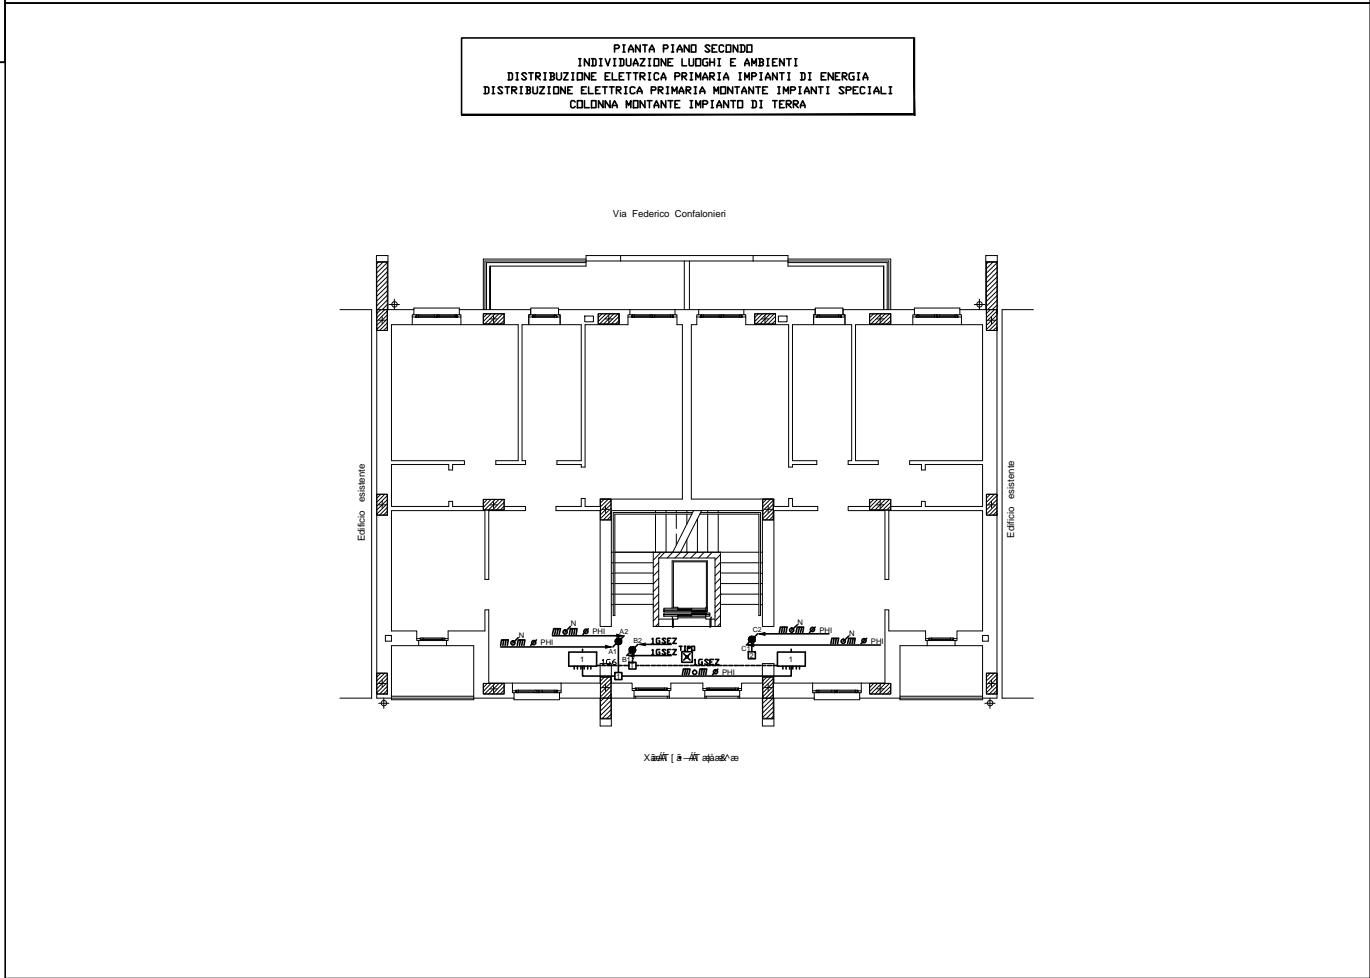 PIANTA PIANO SECONDO
INDIVIDUAZIONE LUOGHI E AMBIENTI
DISTRIBUZIONE ELETTRICA PRIMARIA IMPIANTI DI ENERGIA
DISTRIBUZIONE ELETTRICA PRIMARIA MONTANTE IMPIANTI SPECIALI
COLONNA MONTANTE IMPIANTO DI TERRA
Via Federico Confalonieri
Edificio esistente
Edificio esistente
N
PHI
A2
N
PHI
A1
B2
1GSEZ
1GSEZ
TIPO
C2
N
PHI
N
PHI
1
1G6
1GSEZ
1
PHI